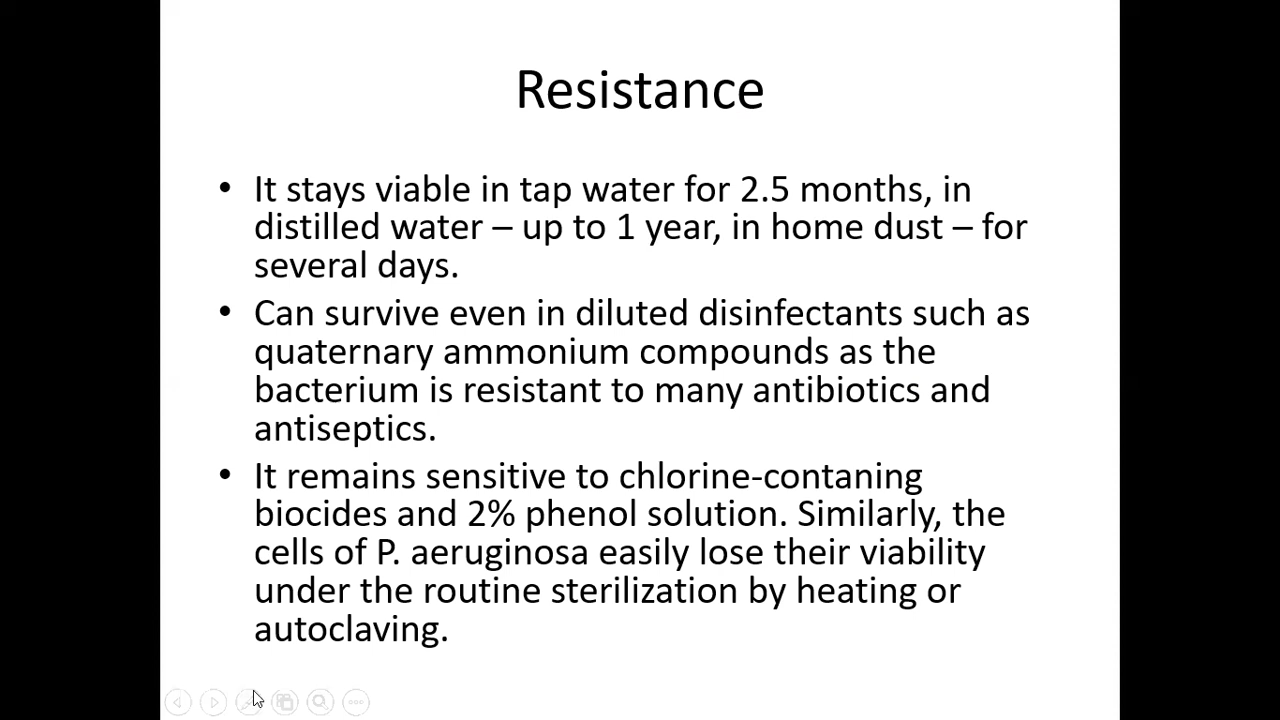 Resistance
• It stays viable in tap water for 2.5 months, in
distilled water – up to 1 year, in home dust – for
several days.
• Can survive even in diluted disinfectants such as
quaternary ammonium compounds as the
bacterium is resistant to many antibiotics and
antiseptics.
• It remains sensitive to chlorine-contaning
biocides and 2% phenol solution. Similarly, the
cells of P. aeruginosa easily lose their viability
under the routine sterilization by heating or
autoclaving.